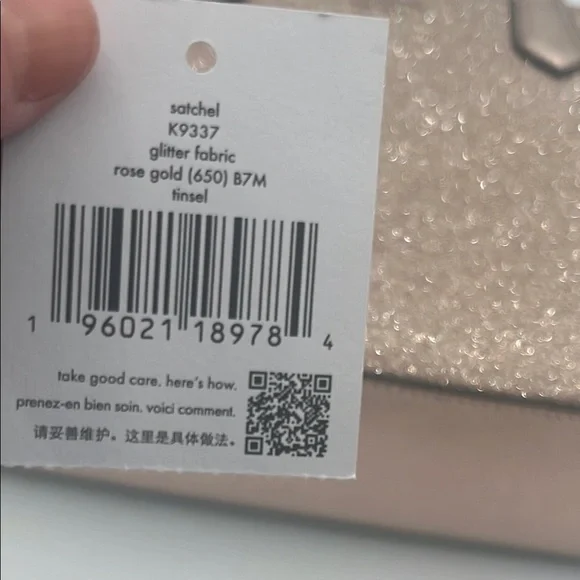 satchel
K9337
glitter fabric
rose gold (650) B7M
tinsel
1 96021 18978 4
take good care. here's how.
prenez-en bien soin. voici comment.
请妥善维护。这里是具体做法。